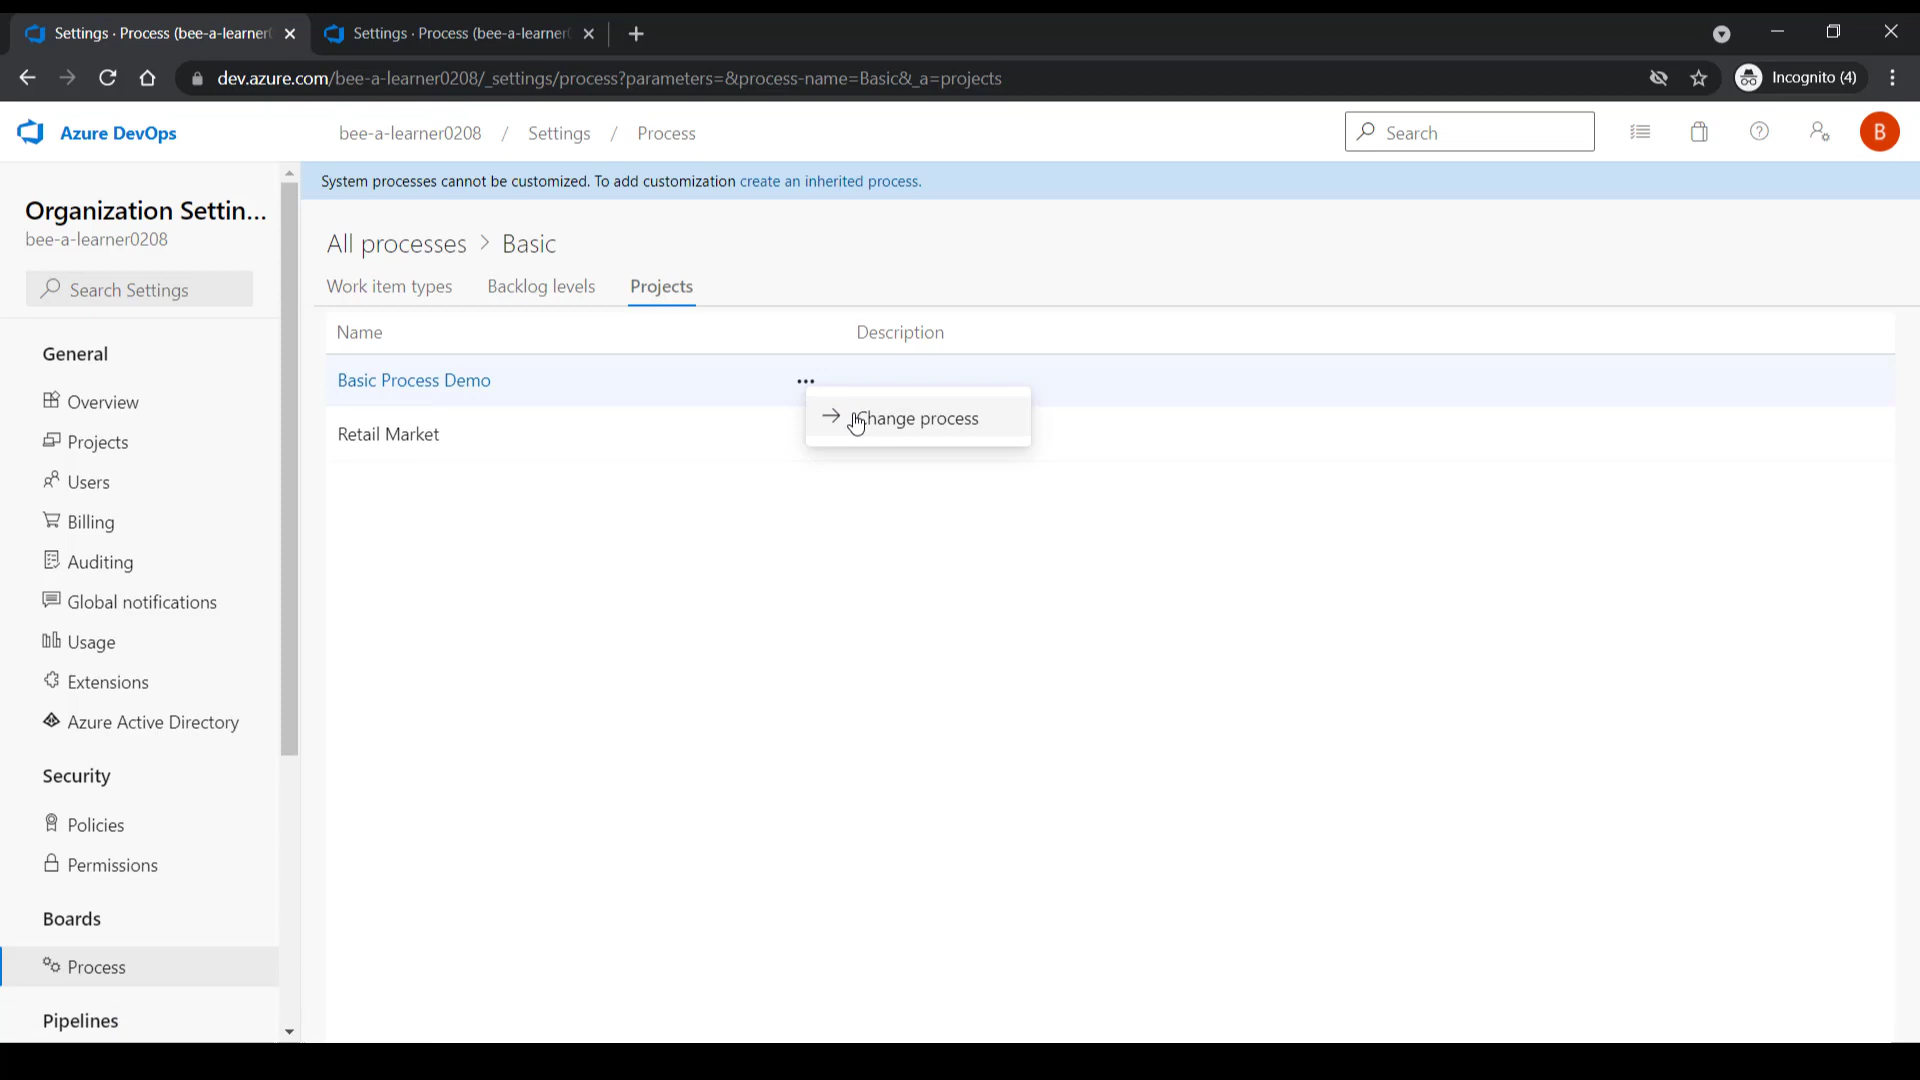 Settings · Process (bee-a-learner
Settings · Process (bee-a-learner
dev.azure.com/bee-a-learner0208/_settings/process?parameters=&process-name=Basic&_a=projects
Incognito (4)
Azure DevOps
bee-a-learner0208 / Settings / Process
Search
B
System processes cannot be customized. To add customization create an inherited process.
Organization Settin...
bee-a-learner0208
Search Settings
All processes > Basic
Work item types
Backlog levels
Projects
Name
Description
Basic Process Demo
Change process
Retail Market
General
Overview
Projects
Users
Billing
Auditing
Global notifications
Usage
Extensions
Azure Active Directory
Security
Policies
Permissions
Boards
Process
Pipelines